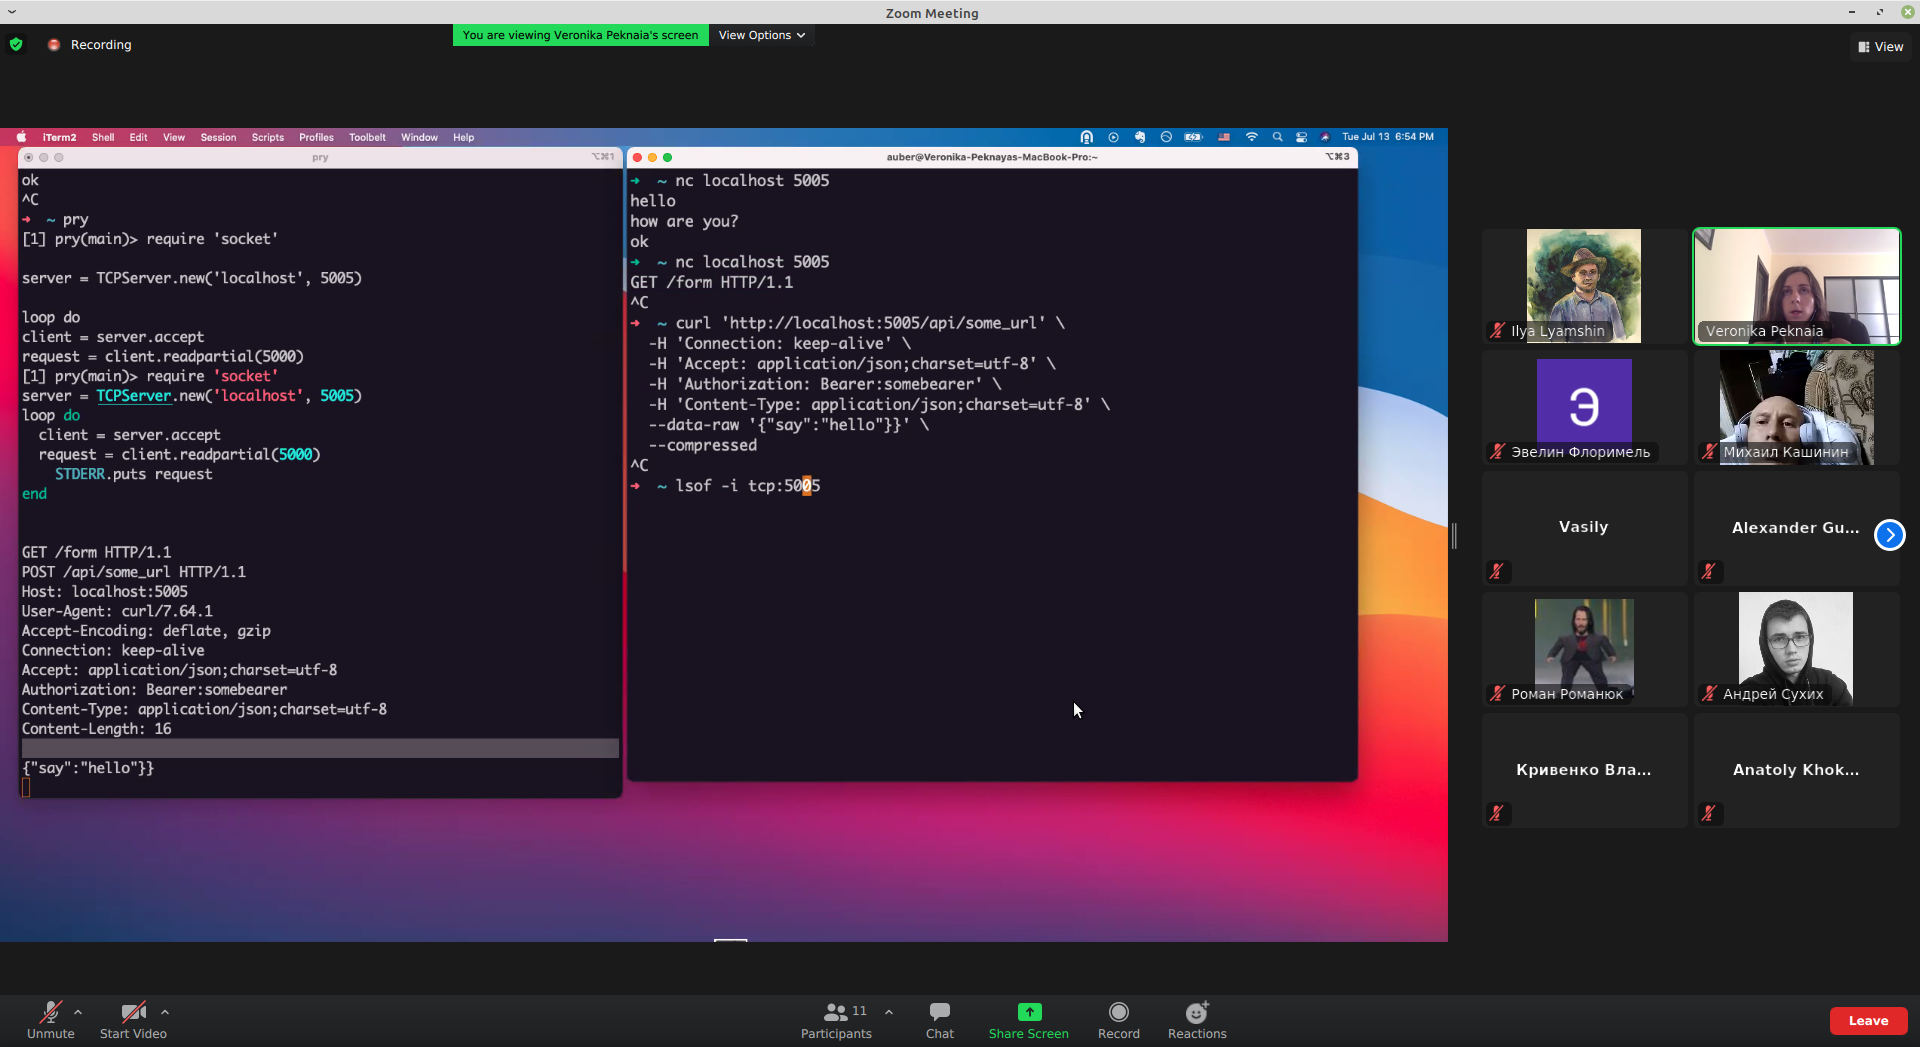 Zoom Meeting
Recording
You are viewing Veronika Peknaia's screen
View Options
View
iTerm2 Shell Edit View Session Scripts Profiles Toolbelt Window Help
Tue Jul 13 6:54 PM
pry
⌥⌘1
ok
^C
➜ ~ pry
[1] pry(main)> require 'socket'
server = TCPServer.new('localhost', 5005)
loop do
client = server.accept
request = client.readpartial(5000)
[1] pry(main)> require 'socket'
server = TCPServer.new('localhost', 5005)
loop do
  client = server.accept
  request = client.readpartial(5000)
    STDERR.puts request
end
GET /form HTTP/1.1
POST /api/some_url HTTP/1.1
Host: localhost:5005
User-Agent: curl/7.64.1
Accept-Encoding: deflate, gzip
Connection: keep-alive
Accept: application/json;charset=utf-8
Authorization: Bearer:somebearer
Content-Type: application/json;charset=utf-8
Content-Length: 16
{"say":"hello"}}
auber@Veronika-Peknayas-MacBook-Pro:~
⌥⌘3
➜ ~ nc localhost 5005
hello
how are you?
ok
➜ ~ nc localhost 5005
GET /form HTTP/1.1
^C
➜ ~ curl 'http://localhost:5005/api/some_url' \
  -H 'Connection: keep-alive' \
  -H 'Accept: application/json;charset=utf-8' \
  -H 'Authorization: Bearer:somebearer' \
  -H 'Content-Type: application/json;charset=utf-8' \
  --data-raw '{"say":"hello"}}' \
  --compressed
^C
➜ ~ lsof -i tcp:5005
Ilya Lyamshin
Veronika Peknaia
Э
Эвелин Флоримель
Михаил Кашинин
Vasily
Alexander Gu...
Роман Романюк
Андрей Сухих
Кривенко Вла...
Anatoly Khok...
Unmute
Start Video
11
Participants
Chat
Share Screen
Record
Reactions
Leave